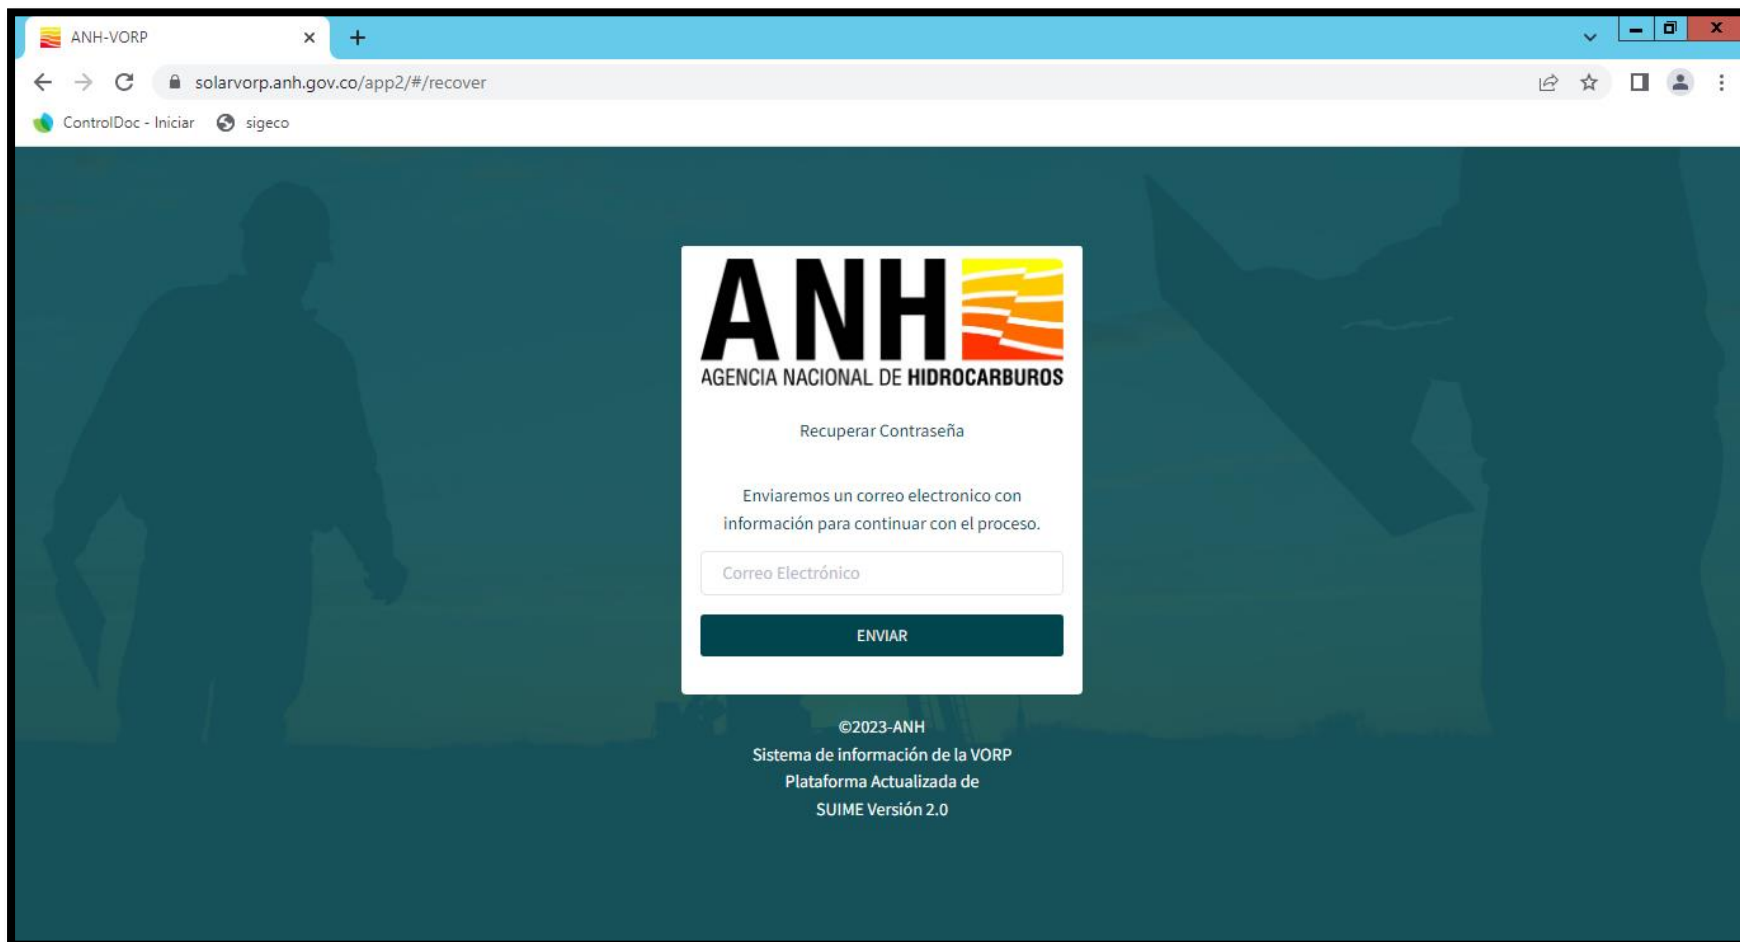 ANH-VORP
solarvorp.anh.gov.co/app2/#/recover
ControlDoc - Iniciar sigeco
ANH
AGENCIA NACIONAL DE HIDROCARBUROS
Recuperar Contraseña
Enviaremos un correo electronico con
información para continuar con el proceso.
Correo Electrónico
ENVIAR
©2023-ANH
Sistema de información de la VORP
Plataforma Actualizada de
SUIME Versión 2.0